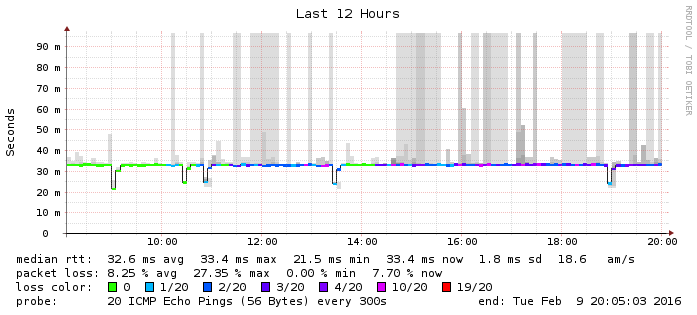 Last 12 Hours
RRDTOOL / TOBI OETIKER
Seconds
90 m
80 m
70 m
60 m
50 m
40 m
30 m
20 m
10 m
0
10:00 12:00 14:00 16:00 18:00 20:00
median rtt: 32.6 ms avg 33.4 ms max 21.5 ms min 33.4 ms now 1.8 ms sd 18.6 am/s
packet loss: 8.25 % avg 27.35 % max 0.00 % min 7.70 % now
loss color: 0 1/20 2/20 3/20 4/20 10/20 19/20
probe: 20 ICMP Echo Pings (56 Bytes) every 300s end: Tue Feb 9 20:05:03 2016